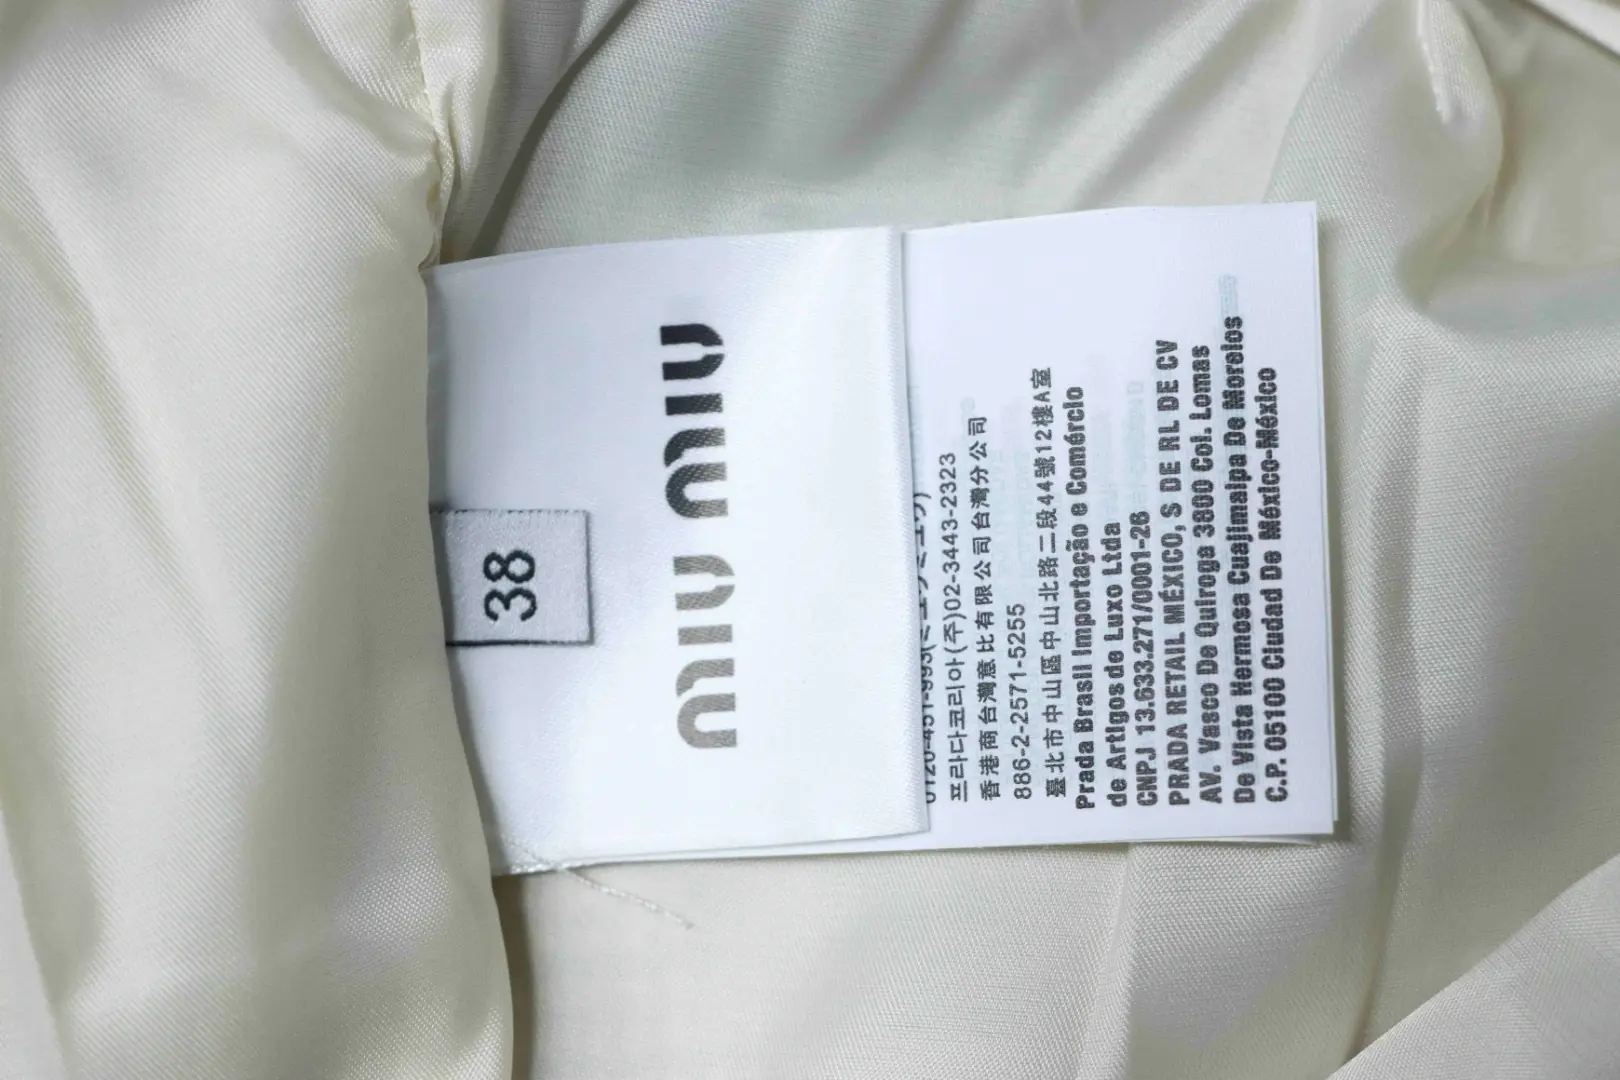 38
miu miu
프라다코리아(주)02-3443-2323
香港商台灣意比有限公司台灣分公司
886-2-2571-5255
臺北市中山區中山北路二段44號12樓A室
Prada Brasil Importação e Comércio
de Artigos de Luxo Ltda
CNPJ 13.633.271/0001-26
PRADA RETAIL MÉXICO, S DE RL DE CV
AV. Vasco De Quiroga 3800 Col. Lomas
De Vista Hermosa Cuajimalpa De Morelos
C.P. 05100 Ciudad De México-México